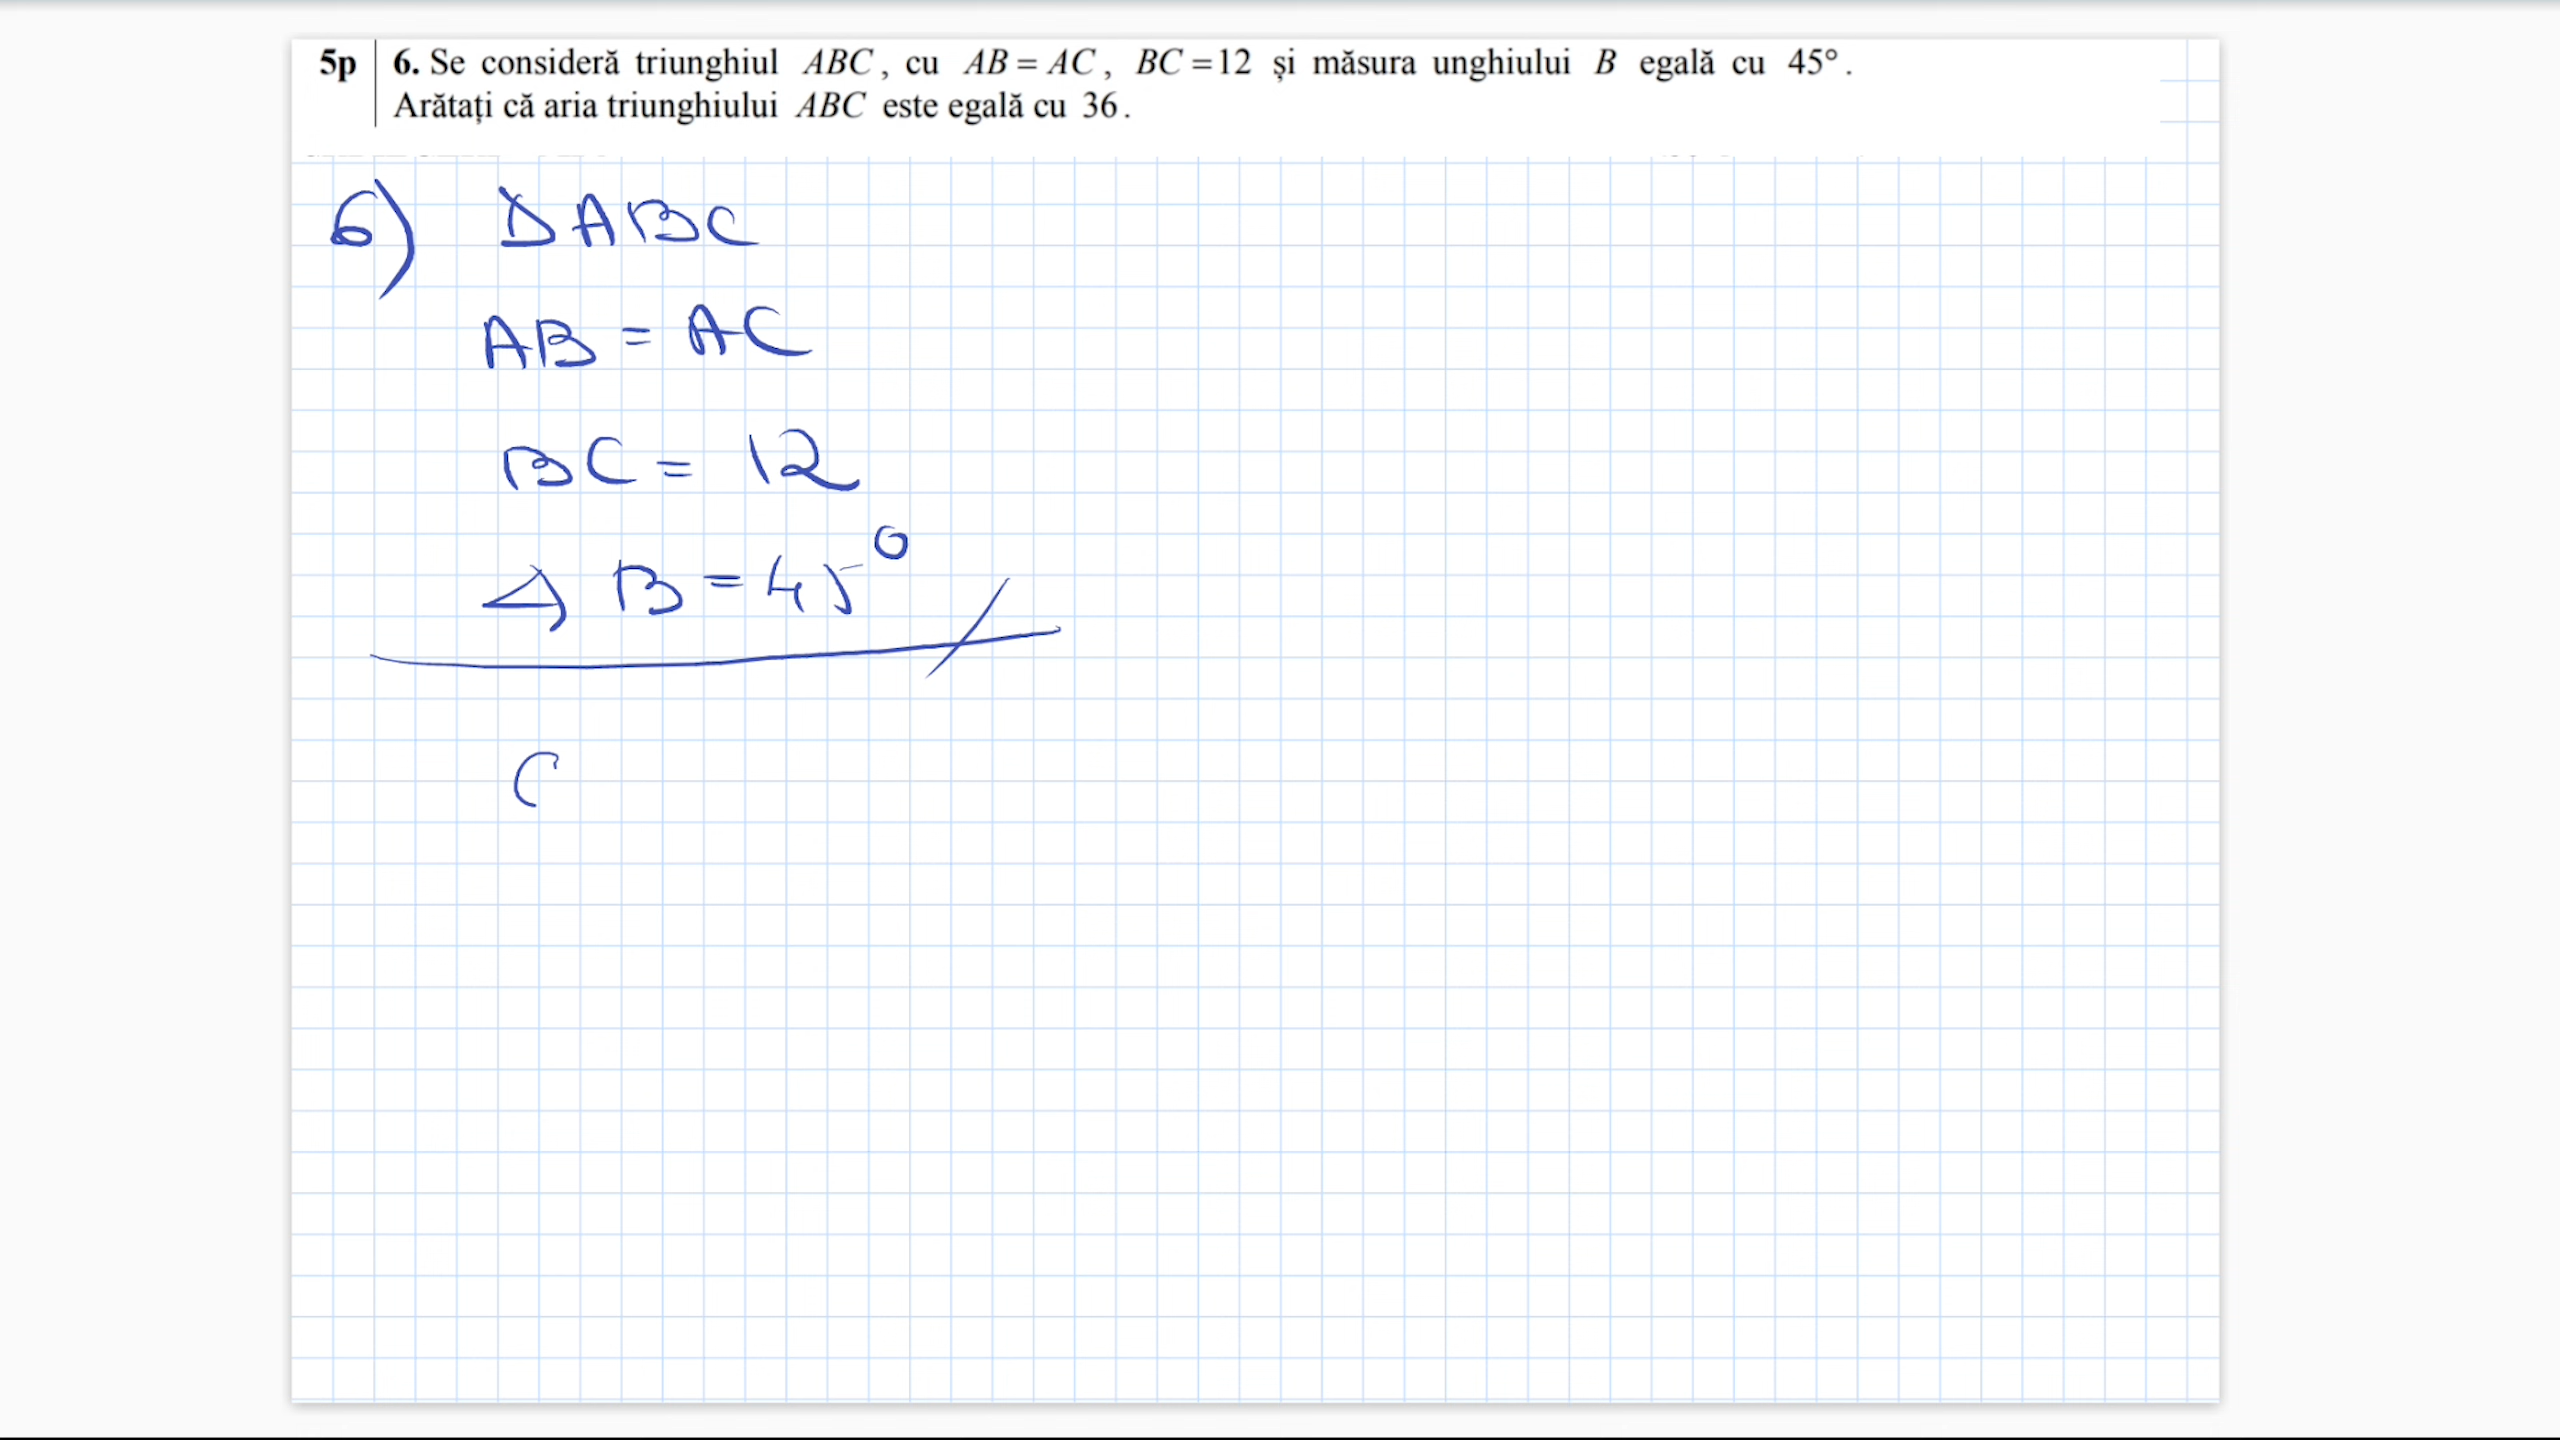 5p 6. Se consideră triunghiul ABC, cu AB = AC, BC = 12 și măsura unghiului B egală cu 45°.
Arătați că aria triunghiului ABC este egală cu 36.
6) ΔABC
AB = AC
BC = 12
∢ B = 45°
(